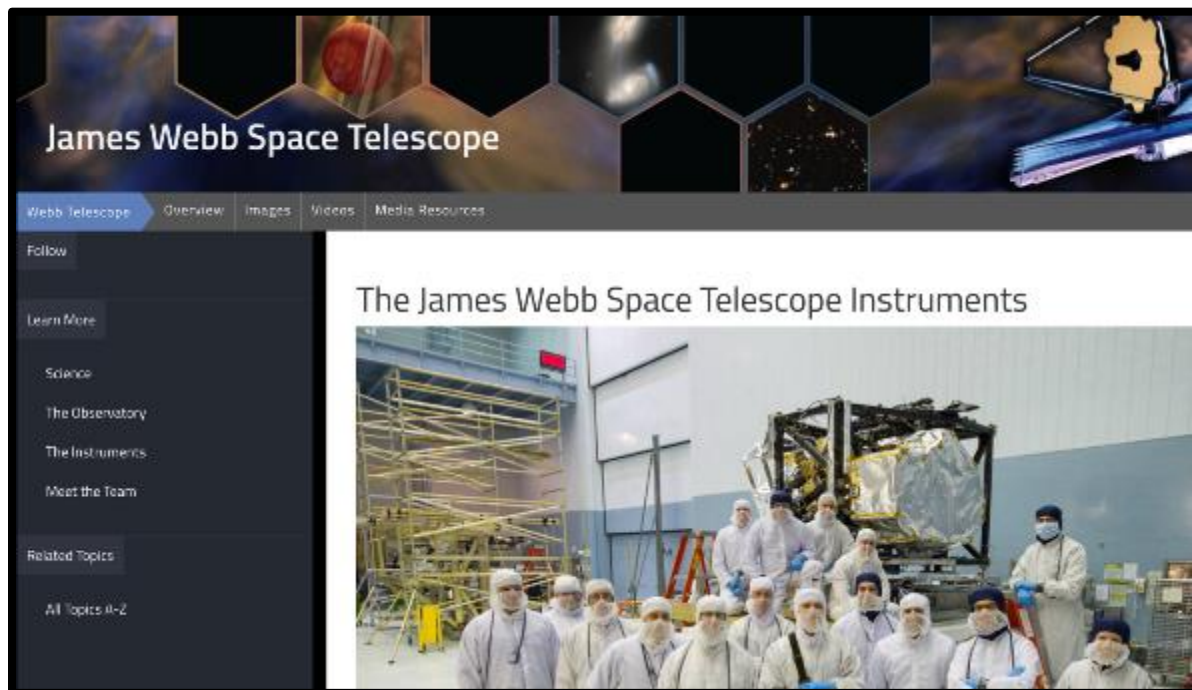 James Webb Space Telescope
Webb Telescope
Overview
Images
Videos
Media Resources
Follow
Learn More
Science
The Observatory
The Instruments
Meet the Team
Related Topics
All Topics A-Z
The James Webb Space Telescope Instruments